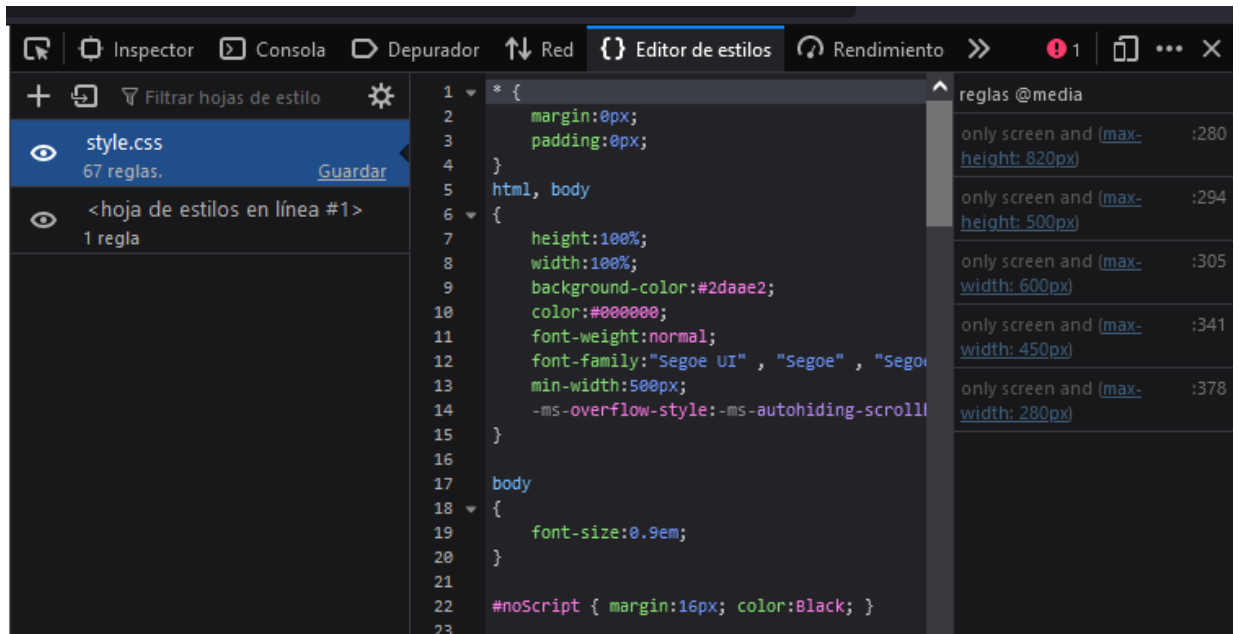 Inspector Consola Depurador Red {} Editor de estilos Rendimiento 1
Filtrar hojas de estilo
style.css
67 reglas. Guardar
<hoja de estilos en línea #1>
1 regla
1 * {
2 margin:0px;
3 padding:0px;
4 }
5 html, body
6 {
7 height:100%;
8 width:100%;
9 background-color:#2daae2;
10 color:#000000;
11 font-weight:normal;
12 font-family:"Segoe UI" , "Segoe" , "Sego
13 min-width:500px;
14 -ms-overflow-style:-ms-autohiding-scroll
15 }
16
17 body
18 {
19 font-size:0.9em;
20 }
21
22 #noScript { margin:16px; color:Black; }
23
reglas @media
only screen and (max- :280
height: 820px)
only screen and (max- :294
height: 500px)
only screen and (max- :305
width: 600px)
only screen and (max- :341
width: 450px)
only screen and (max- :378
width: 280px)